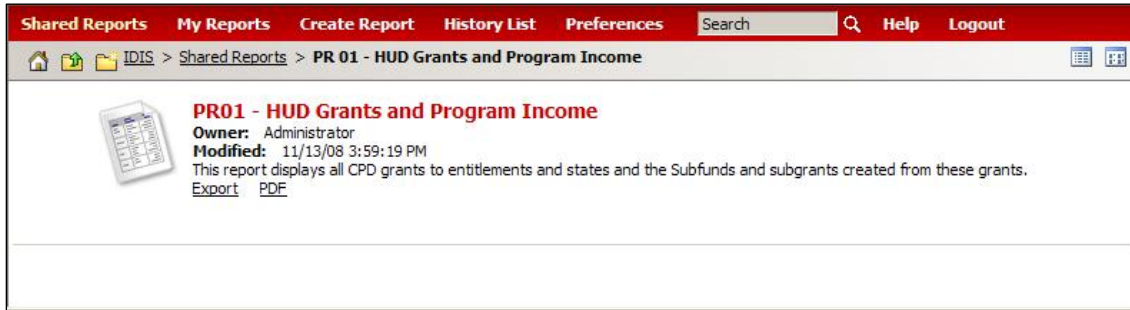 Shared Reports My Reports Create Report History List Preferences Search Help Logout
IDIS > Shared Reports > PR 01 - HUD Grants and Program Income
PR01 - HUD Grants and Program Income
Owner: Administrator
Modified: 11/13/08 3:59:19 PM
This report displays all CPD grants to entitlements and states and the Subfunds and subgrants created from these grants.
Export PDF